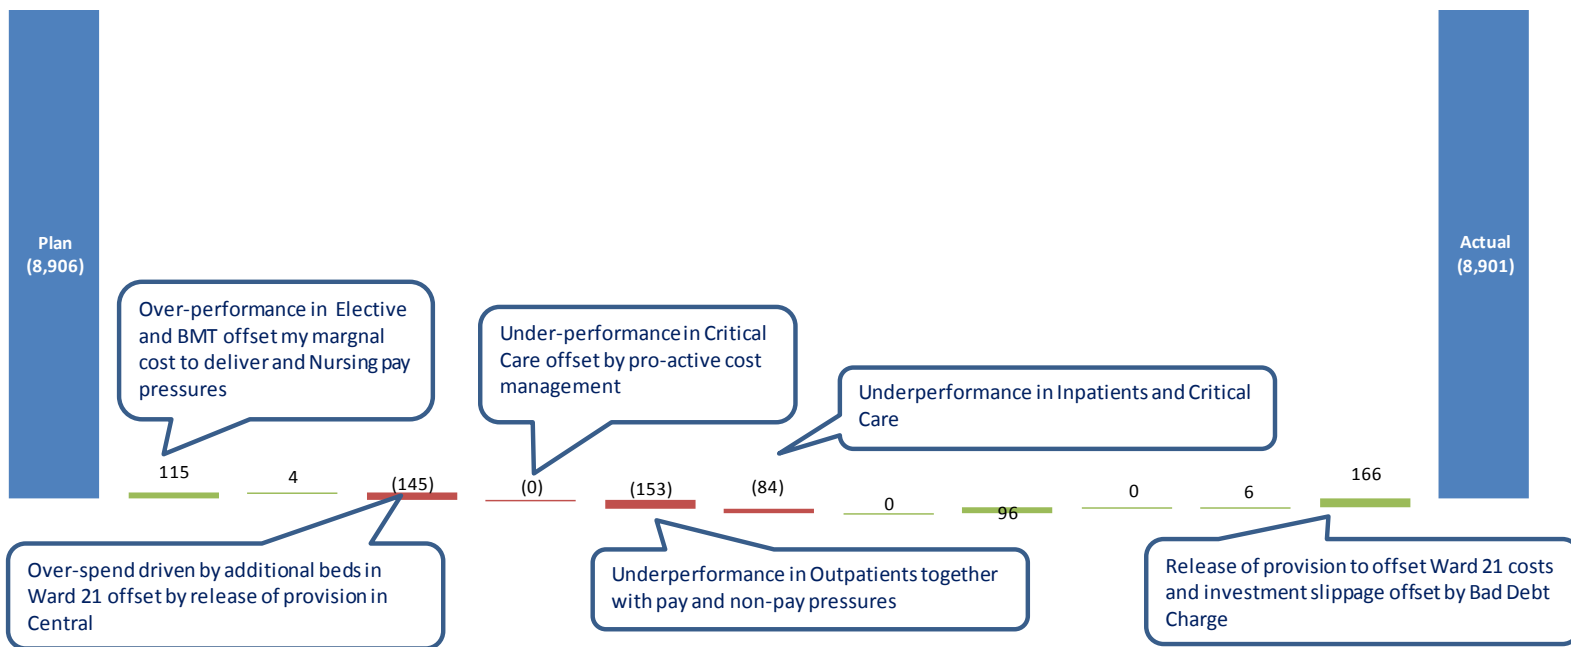 Plan
(8,906)
Actual
(8,901)
Over-performance in Elective
and BMT offset my margnal
cost to deliver and Nursing pay
pressures
Under-performance in Critical
Care offset by pro-active cost
management
Underperformance in Inpatients and Critical
Care
115
4
(145)
(0)
(153)
(84)
0
96
0
6
166
Over-spend driven by additional beds in
Ward 21 offset by release of provision in
Central
Underperformance in Outpatients together
with pay and non-pay pressures
Release of provision to offset Ward 21 costs
and investment slippage offset by Bad Debt
Charge